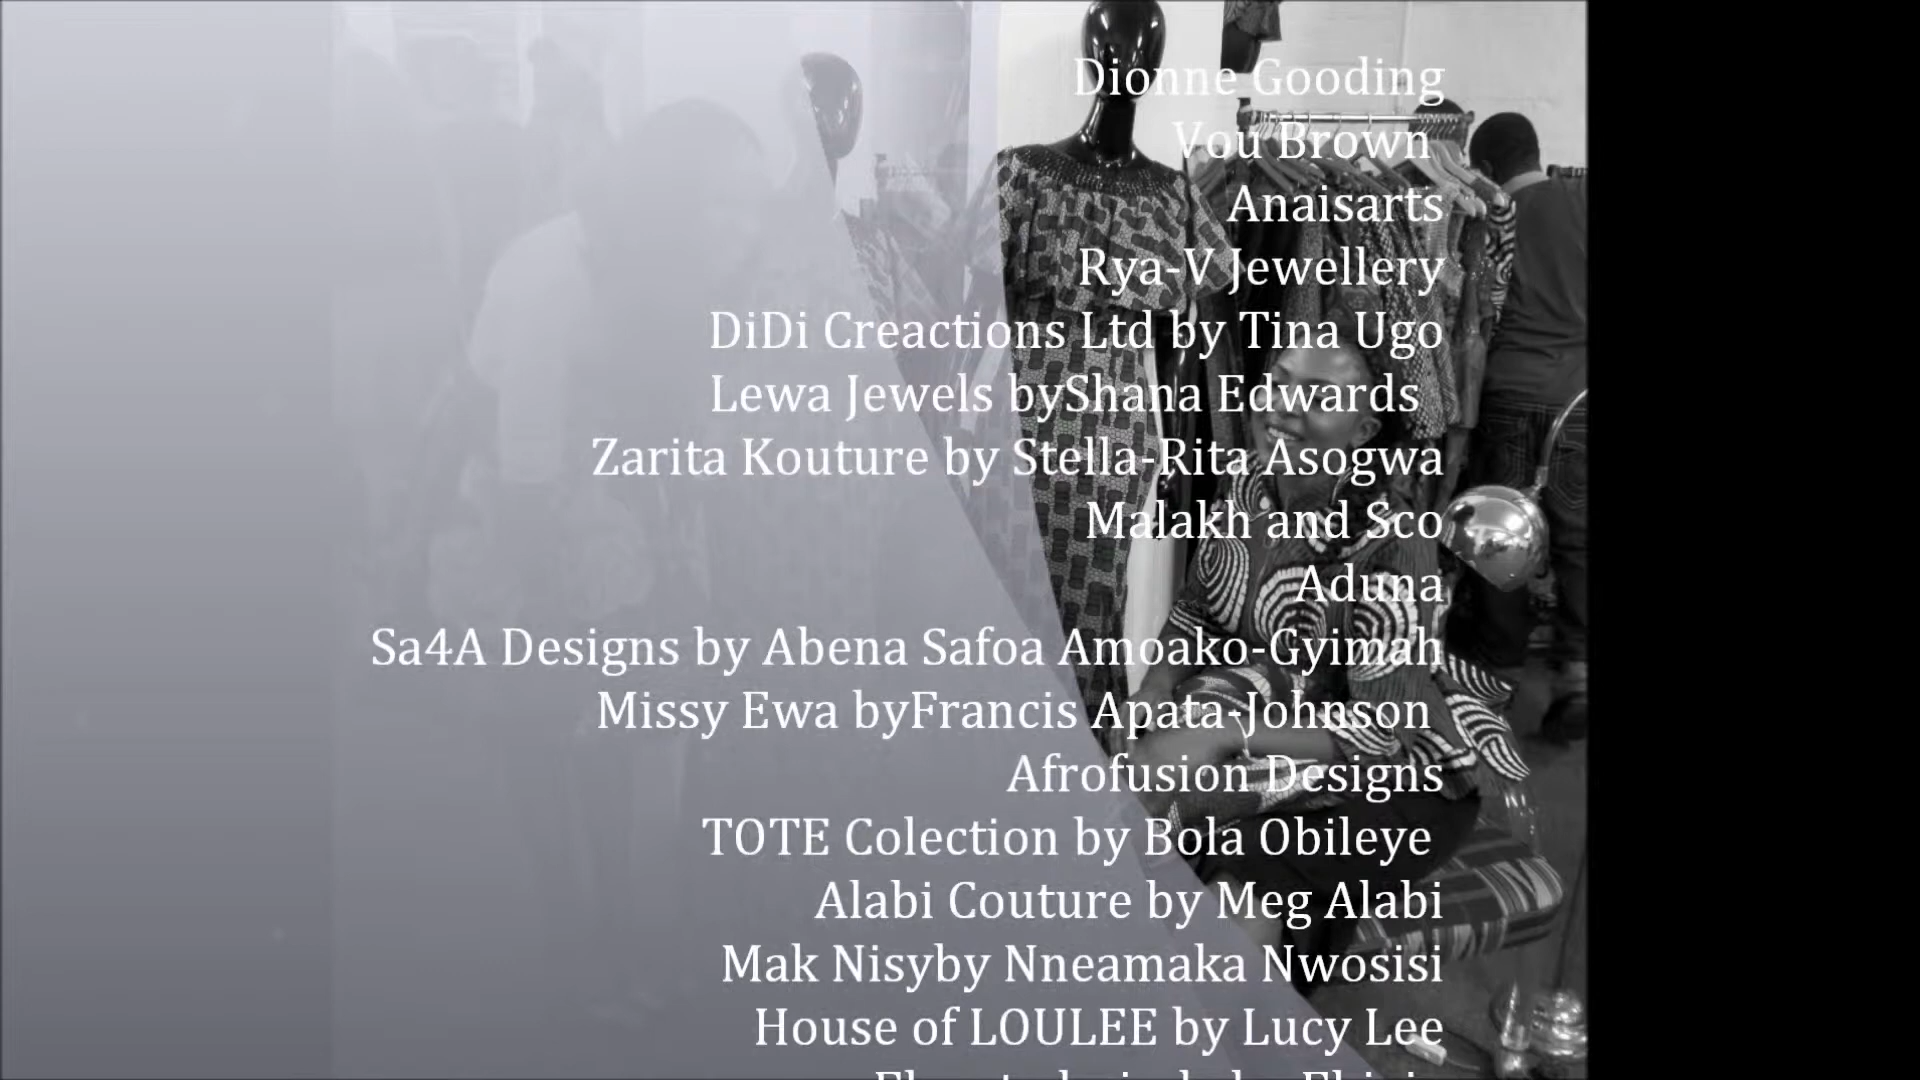 Dionne Gooding
Vou Brown
Anaisarts
Rya-V Jewellery
DiDi Creactions Ltd by Tina Ugo
Lewa Jewels byShana Edwards
Zarita Kouture by Stella-Rita Asogwa
Malakh and Sco
Aduna
Sa4A Designs by Abena Safoa Amoako-Gyimah
Missy Ewa byFrancis Apata-Johnson
Afrofusion Designs
TOTE Colection by Bola Obileye
Alabi Couture by Meg Alabi
Mak Nisyby Nneamaka Nwosisi
House of LOULEE by Lucy Lee